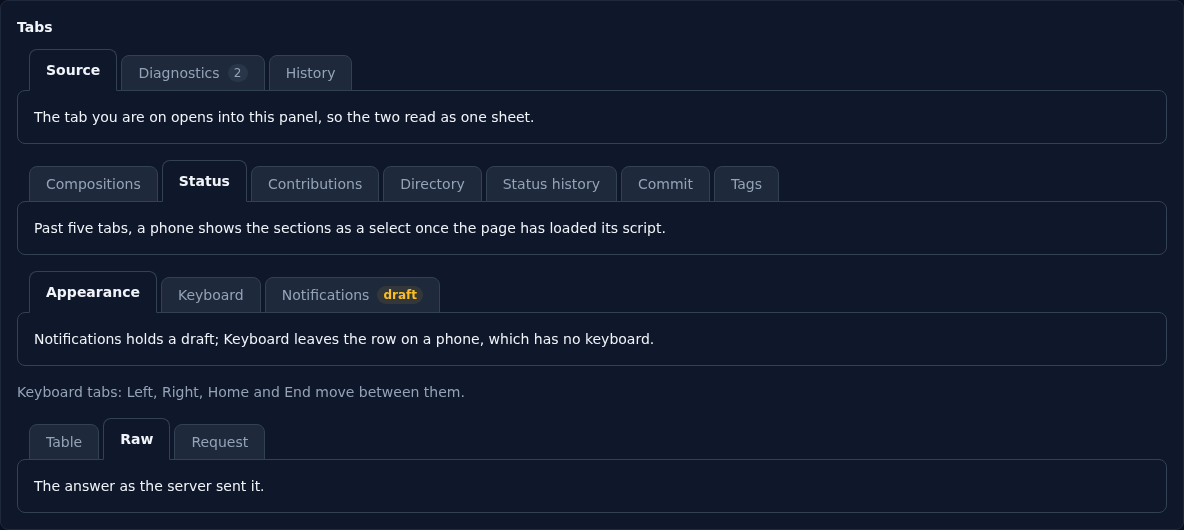 Tabs
Source Diagnostics 2 History
The tab you are on opens into this panel, so the two read as one sheet.
Compositions Status Contributions Directory Status history Commit Tags
Past five tabs, a phone shows the sections as a select once the page has loaded its script.
Appearance Keyboard Notifications draft
Notifications holds a draft; Keyboard leaves the row on a phone, which has no keyboard.
Keyboard tabs: Left, Right, Home and End move between them.
Table Raw Request
The answer as the server sent it.